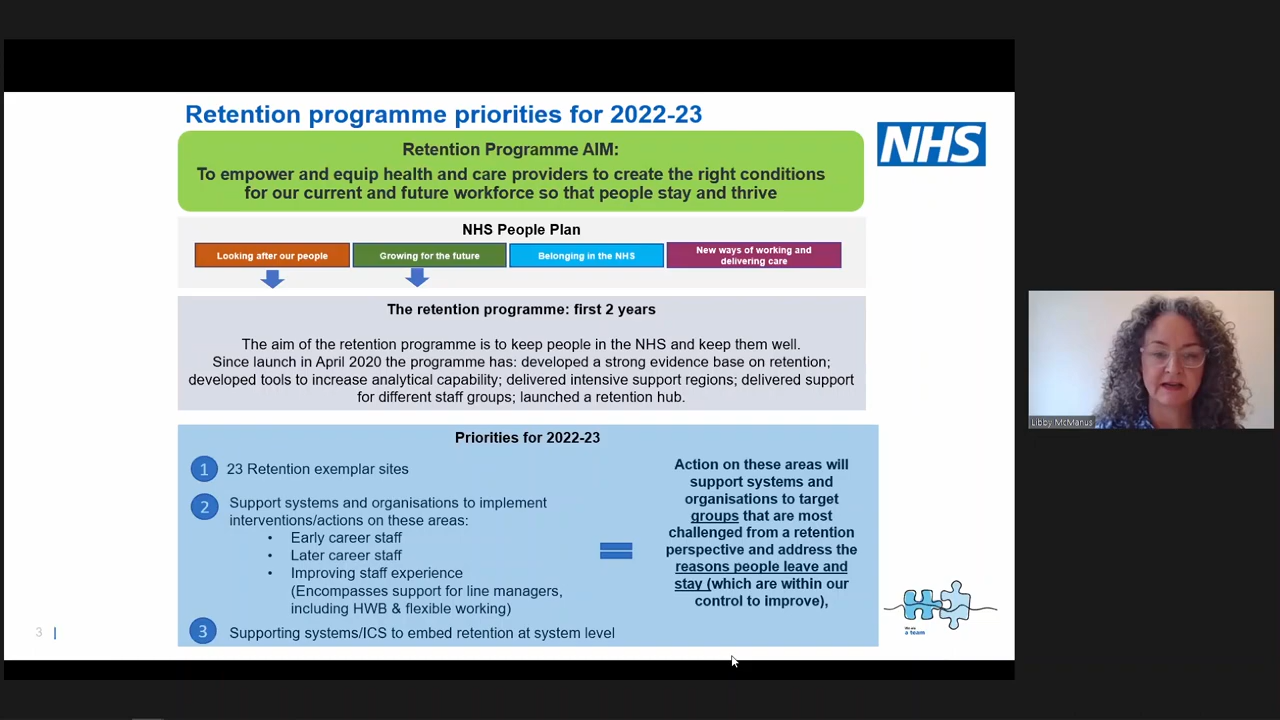 Retention programme priorities for 2022-23
NHS
Retention Programme AIM:
To empower and equip health and care providers to create the right conditions
for our current and future workforce so that people stay and thrive
NHS People Plan
Looking after our people
Growing for the future
Belonging in the NHS
New ways of working and
delivering care
The retention programme: first 2 years
The aim of the retention programme is to keep people in the NHS and keep them well.
Since launch in April 2020 the programme has: developed a strong evidence base on retention;
developed tools to increase analytical capability; delivered intensive support regions; delivered support
for different staff groups; launched a retention hub.
Priorities for 2022-23
1 23 Retention exemplar sites
2 Support systems and organisations to implement
interventions/actions on these areas:
• Early career staff
• Later career staff
• Improving staff experience
(Encompasses support for line managers,
including HWB & flexible working)
3 Supporting systems/ICS to embed retention at system level
Action on these areas will
support systems and
organisations to target
groups that are most
challenged from a retention
perspective and address the
reasons people leave and
stay (which are within our
control to improve),
We are
a team
3 |
Libby McManus